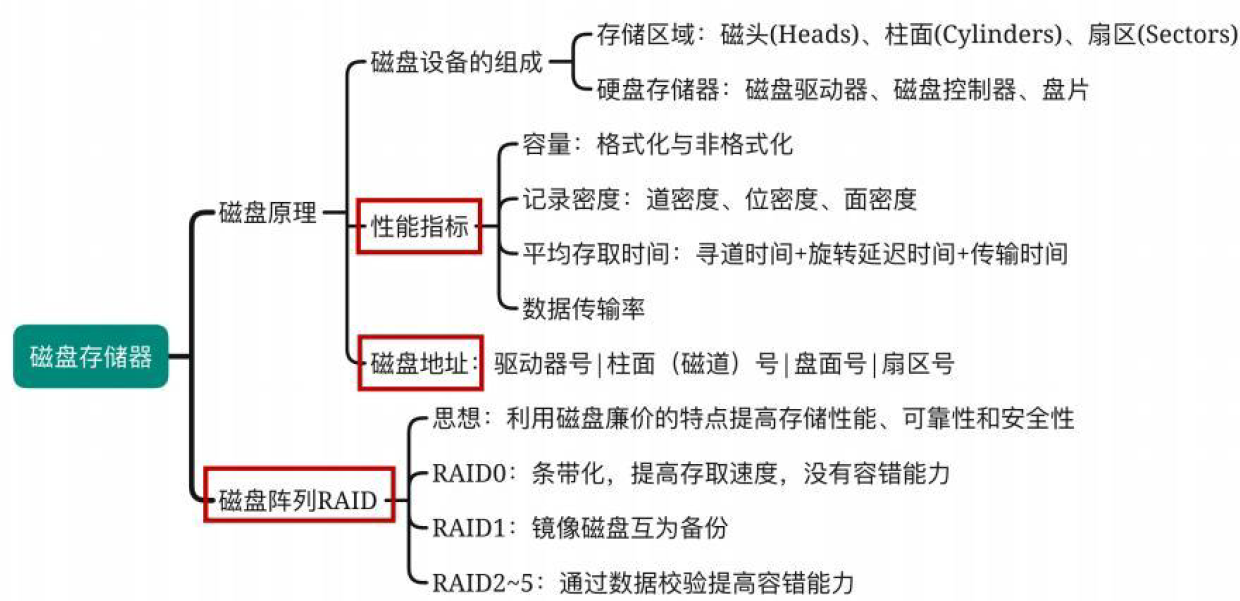 磁盘存储器
磁盘原理
磁盘设备的组成
存储区域：磁头(Heads)、柱面(Cylinders)、扇区(Sectors)
硬盘存储器：磁盘驱动器、磁盘控制器、盘片
性能指标
容量：格式化与非格式化
记录密度：道密度、位密度、面密度
平均存取时间：寻道时间+旋转延迟时间+传输时间
数据传输率
磁盘地址：驱动器号|柱面（磁道）号|盘面号|扇区号
磁盘阵列RAID
思想：利用磁盘廉价的特点提高存储性能、可靠性和安全性
RAID0：条带化，提高存取速度，没有容错能力
RAID1：镜像磁盘互为备份
RAID2~5：通过数据校验提高容错能力